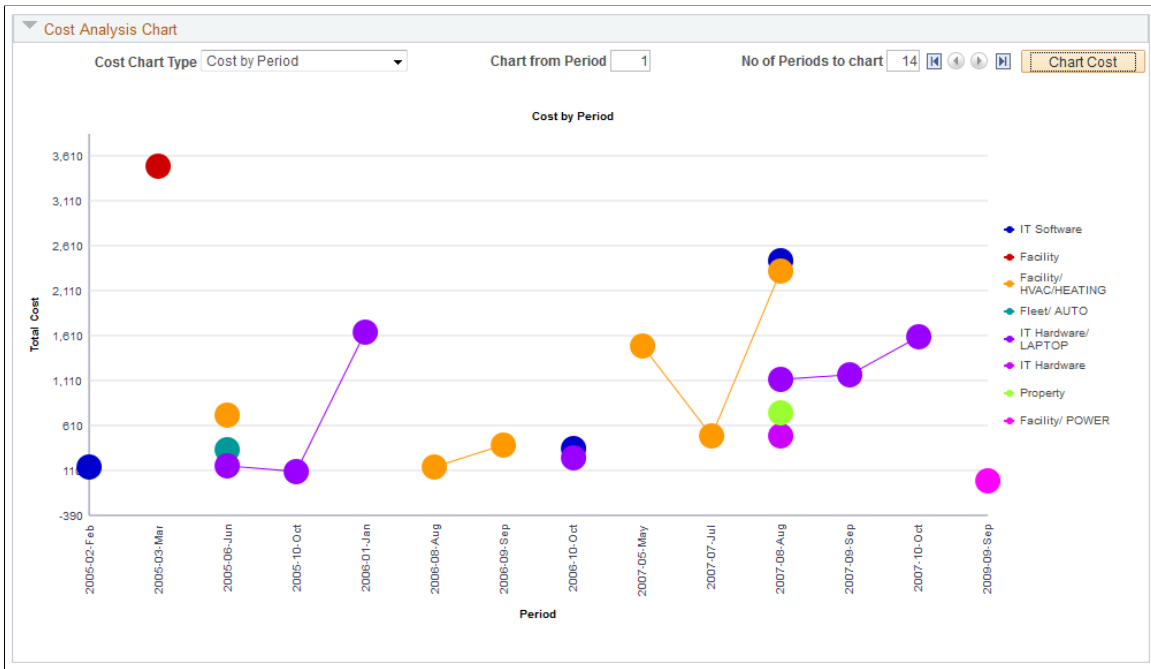 Cost Analysis Chart
Cost Chart Type Cost by Period Chart from Period 1 No of Periods to chart 14 Chart Cost
Cost by Period
3,610
3,110
2,610
2,110
1,610
1,110
610
110
-390
Total Cost
2005-02-Feb
2005-03-Mar
2005-06-Jun
2005-10-Oct
2006-01-Jan
2006-08-Aug
2006-09-Sep
2006-10-Oct
2007-05-May
2007-07-Jul
2007-08-Aug
2007-09-Sep
2007-10-Oct
2009-09-Sep
Period
IT Software
Facility
Facility/
HVAC/HEATING
Fleet/ AUTO
IT Hardware/
LAPTOP
IT Hardware
Property
Facility/ POWER